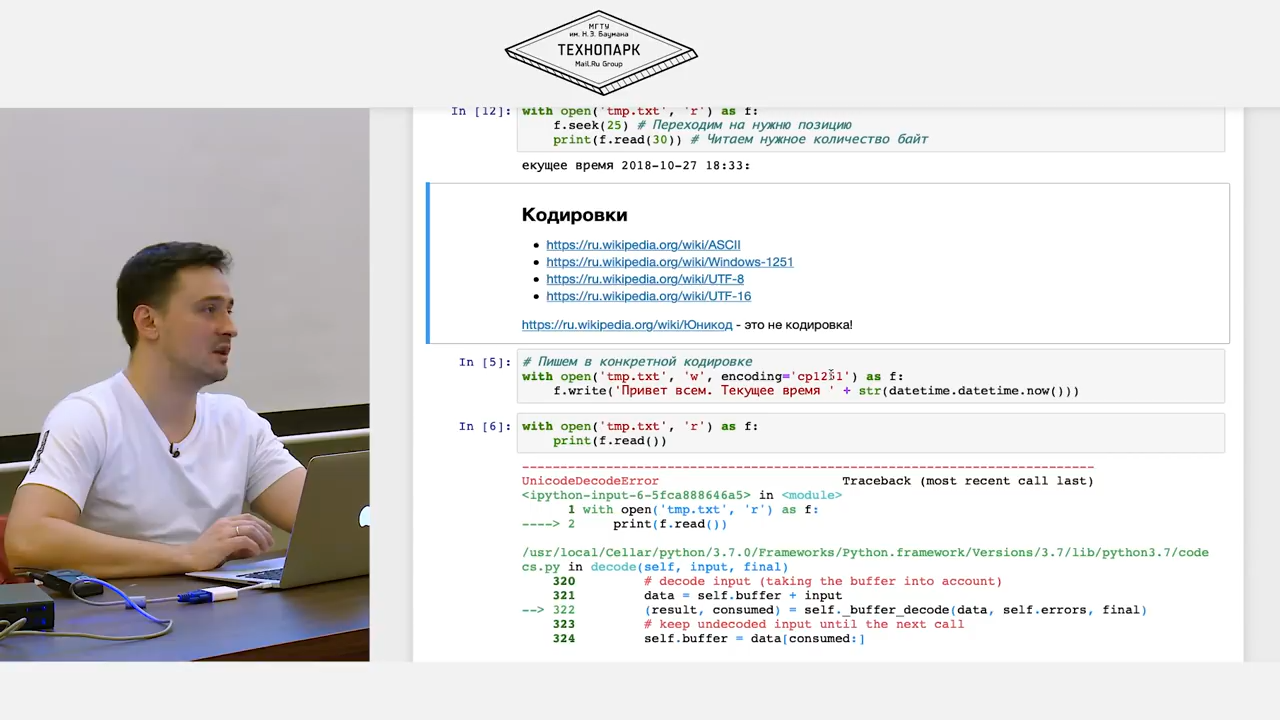 МГТУ
им. Н.Э. Баумана
ТЕХНОПАРК
Mail.Ru Group
In [12]: with open('tmp.txt', 'r') as f:
f.seek(25) # Переходим на нужню позицию
print(f.read(30)) # Читаем нужное количество байт
екущее время 2018-10-27 18:33:
Кодировки
https://ru.wikipedia.org/wiki/ASCII
https://ru.wikipedia.org/wiki/Windows-1251
https://ru.wikipedia.org/wiki/UTF-8
https://ru.wikipedia.org/wiki/UTF-16
https://ru.wikipedia.org/wiki/Юникод - это не кодировка!
In [5]: # Пишем в конкретной кодировке
with open('tmp.txt', 'w', encoding='cp1251') as f:
f.write('Привет всем. Текущее время ' + str(datetime.datetime.now()))
In [6]: with open('tmp.txt', 'r') as f:
print(f.read())
---------------------------------------------------------------------------
UnicodeDecodeError Traceback (most recent call last)
<ipython-input-6-5fca888646a5> in <module>
1 with open('tmp.txt', 'r') as f:
----> 2 print(f.read())
/usr/local/Cellar/python/3.7.0/Frameworks/Python.framework/Versions/3.7/lib/python3.7/code
cs.py in decode(self, input, final)
320 # decode input (taking the buffer into account)
321 data = self.buffer + input
--> 322 (result, consumed) = self._buffer_decode(data, self.errors, final)
323 # keep undecoded input until the next call
324 self.buffer = data[consumed:]